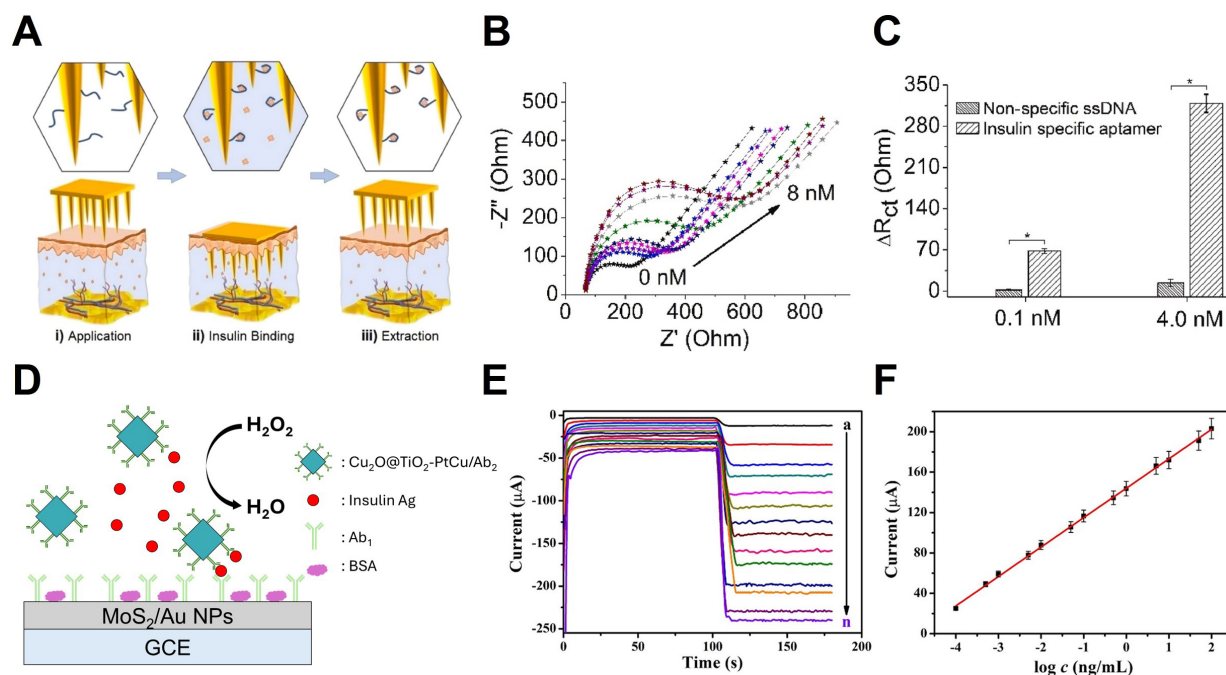 A
i) Application
ii) Insulin Binding
iii) Extraction
B
-Z" (Ohm)
500
400
300
200
100
0
0 nM
8 nM
0 200 400 600 800
Z' (Ohm)
C
ΔRct (Ohm)
350
280
210
140
70
0
Non-specific ssDNA
Insulin specific aptamer
*
*
0.1 nM
4.0 nM
D
H₂O₂
H₂O
: Cu₂O@TiO₂-PtCu/Ab₂
: Insulin Ag
: Ab₁
: BSA
MoS₂/Au NPs
GCE
E
Current (μA)
0
-50
-100
-150
-200
-250
a
n
0 50 100 150 200
Time (s)
F
Current (μA)
200
160
120
80
40
0
-4 -3 -2 -1 0 1 2
log c (ng/mL)